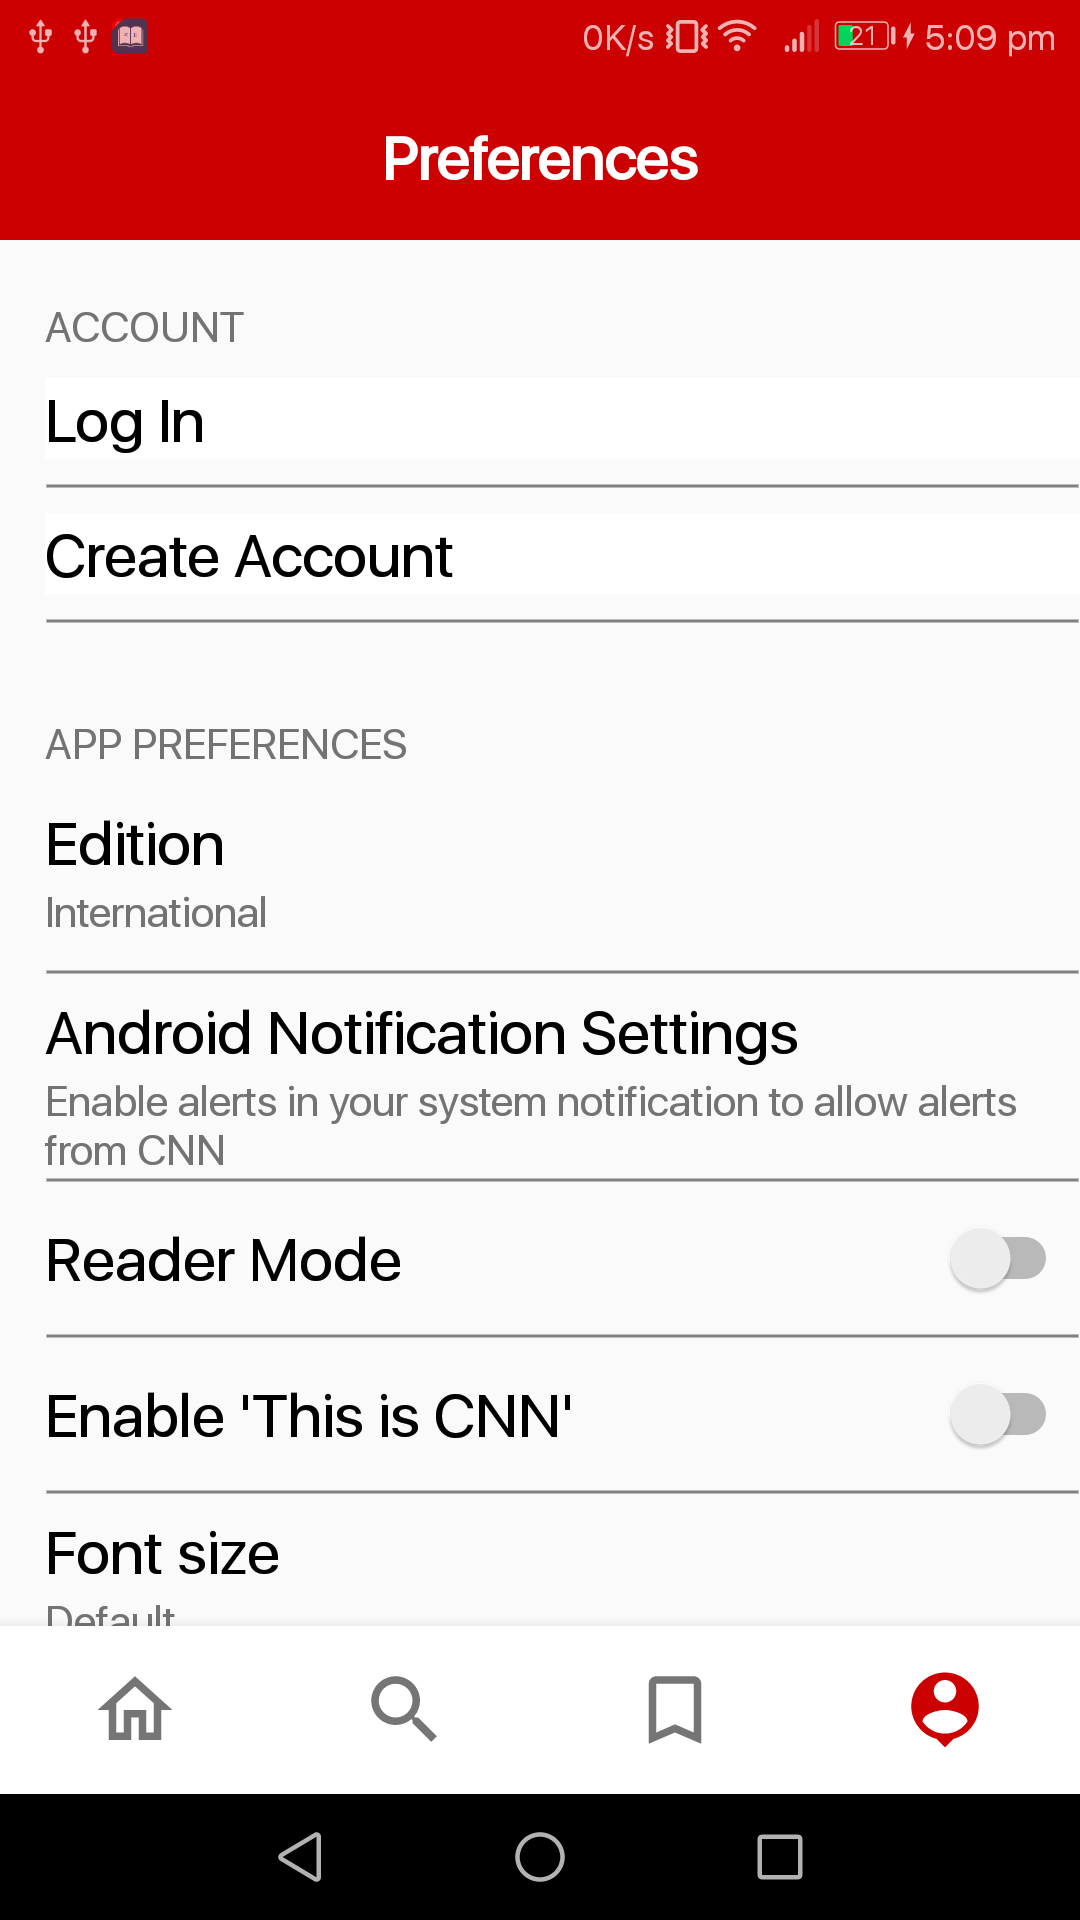 0K/s 21 5:09 pm
Preferences
ACCOUNT
Log In
Create Account
APP PREFERENCES
Edition
International
Android Notification Settings
Enable alerts in your system notification to allow alerts
from CNN
Reader Mode
Enable 'This is CNN'
Font size
Default